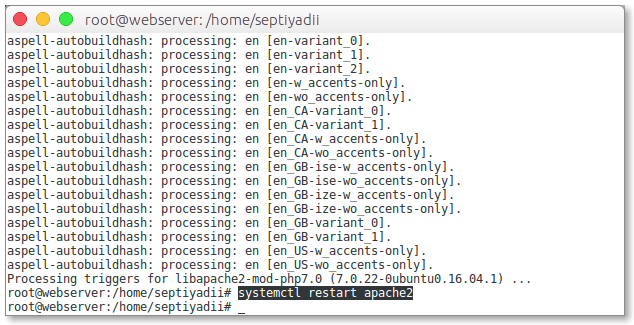 root@webserver: /home/septiyadii
aspell-autobuildhash: processing: en [en-variant_0].
aspell-autobuildhash: processing: en [en-variant_1].
aspell-autobuildhash: processing: en [en-variant_2].
aspell-autobuildhash: processing: en [en-w_accents-only].
aspell-autobuildhash: processing: en [en-wo_accents-only].
aspell-autobuildhash: processing: en [en_CA-variant_0].
aspell-autobuildhash: processing: en [en_CA-variant_1].
aspell-autobuildhash: processing: en [en_CA-w_accents-only].
aspell-autobuildhash: processing: en [en_CA-wo_accents-only].
aspell-autobuildhash: processing: en [en_GB-ise-w_accents-only].
aspell-autobuildhash: processing: en [en_GB-ise-wo_accents-only].
aspell-autobuildhash: processing: en [en_GB-ize-w_accents-only].
aspell-autobuildhash: processing: en [en_GB-ize-wo_accents-only].
aspell-autobuildhash: processing: en [en_GB-variant_0].
aspell-autobuildhash: processing: en [en_GB-variant_1].
aspell-autobuildhash: processing: en [en_US-w_accents-only].
aspell-autobuildhash: processing: en [en_US-wo_accents-only].
Processing triggers for libapache2-mod-php7.0 (7.0.22-0ubuntu0.16.04.1) ...
root@webserver:/home/septiyadii# systemctl restart apache2
root@webserver:/home/septiyadii# _